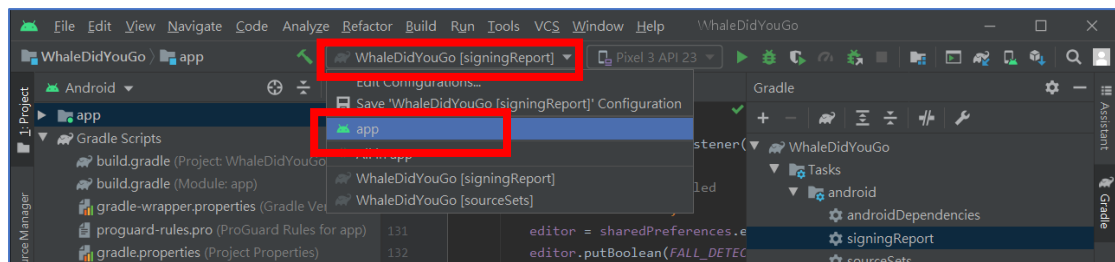 File Edit View Navigate Code Analyze Refactor Build Run Tools VCS Window Help WhaleDidYouGo
WhaleDidYouGo app WhaleDidYouGo [signingReport] Pixel 3 API 23
1: Project
Android
Edit Configurations...
Gradle
Save 'WhaleDidYouGo [signingReport]' Configuration
app
app
Assistant
Gradle Scripts
All in app
stener(
WhaleDidYouGo
build.gradle (Project: WhaleDidYouGo
WhaleDidYouGo [signingReport]
Tasks
build.gradle (Module: app)
led
android
gradle-wrapper.properties (Gradle Ver
WhaleDidYouGo [sourceSets]
androidDependencies
Gradle
proguard-rules.pro (ProGuard Rules for app) 131 editor = sharedPreferences.e
signingReport
gradle.properties (Project Properties) 132 editor.putBoolean(FALL_DETEC
sourceSets
urce Manager